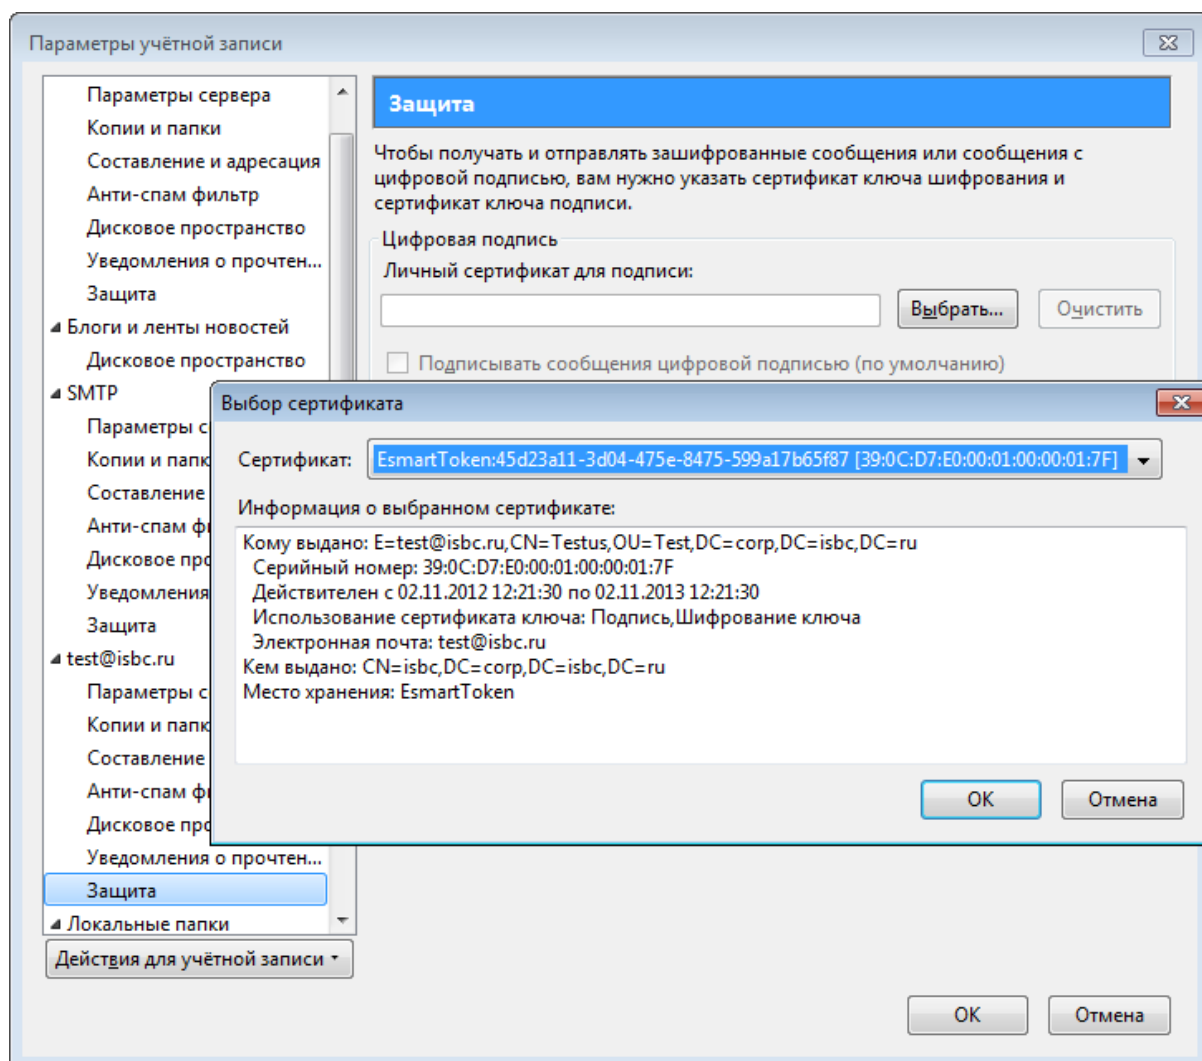 Параметры учётной записи
Параметры сервера
Копии и папки
Составление и адресация
Анти-спам фильтр
Дисковое пространство
Уведомления о прочтен...
Защита
Блоги и ленты новостей
Дисковое пространство
SMTP
Параметры с
Копии и папк
Составление
Анти-спам фи
Дисковое про
Уведомления
Защита
test@isbc.ru
Параметры с
Копии и папк
Составление
Анти-спам фи
Дисковое про
Уведомления о прочтен...
Защита
Локальные папки
Действия для учётной записи
Защита
Чтобы получать и отправлять зашифрованные сообщения или сообщения с
цифровой подписью, вам нужно указать сертификат ключа шифрования и
сертификат ключа подписи.
Цифровая подпись
Личный сертификат для подписи:
Выбрать...
Очистить
Подписывать сообщения цифровой подписью (по умолчанию)
Выбор сертификата
Сертификат: EsmartToken:45d23a11-3d04-475e-8475-599a17b65f87 [39:0C:D7:E0:00:01:00:00:01:7F]
Информация о выбранном сертификате:
Кому выдано: E=test@isbc.ru,CN=Testus,OU=Test,DC=corp,DC=isbc,DC=ru
Серийный номер: 39:0C:D7:E0:00:01:00:00:01:7F
Действителен с 02.11.2012 12:21:30 по 02.11.2013 12:21:30
Использование сертификата ключа: Подпись,Шифрование ключа
Электронная почта: test@isbc.ru
Кем выдано: CN=isbc,DC=corp,DC=isbc,DC=ru
Место хранения: EsmartToken
OK
Отмена
OK
Отмена